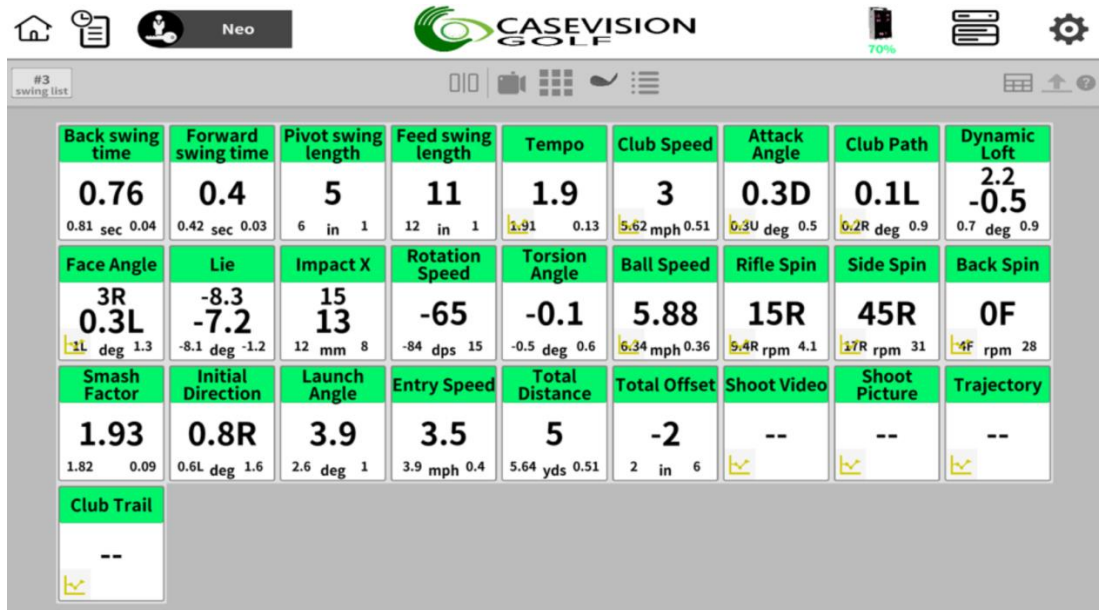 Neo
CASEVISION
GOLF
70%
#3
swing list
Back swing
time
0.76
0.81 sec 0.04
Forward
swing time
0.4
0.42 sec 0.03
Pivot swing
length
5
6 in 1
Feed swing
length
11
12 in 1
Tempo
1.9
1.91 0.13
Club Speed
3
5.62 mph 0.51
Attack
Angle
0.3D
0.3U deg 0.5
Club Path
0.1L
0.2R deg 0.9
Dynamic
Loft
2.2
-0.5
0.7 deg 0.9
Face Angle
3R
0.3L
1L deg 1.3
Lie
-8.3
-7.2
-8.1 deg -1.2
Impact X
15
13
12 mm 8
Rotation
Speed
-65
-84 dps 15
Torsion
Angle
-0.1
-0.5 deg 0.6
Ball Speed
5.88
6.34 mph 0.36
Rifle Spin
15R
9.4R rpm 4.1
Side Spin
45R
17R rpm 31
Back Spin
0F
4F rpm 28
Smash
Factor
1.93
1.82 0.09
Initial
Direction
0.8R
0.6L deg 1.6
Launch
Angle
3.9
2.6 deg 1
Entry Speed
3.5
3.9 mph 0.4
Total
Distance
5
5.64 yds 0.51
Total Offset
-2
2 in 6
Shoot Video
--
Shoot
Picture
--
Trajectory
--
Club Trail
--